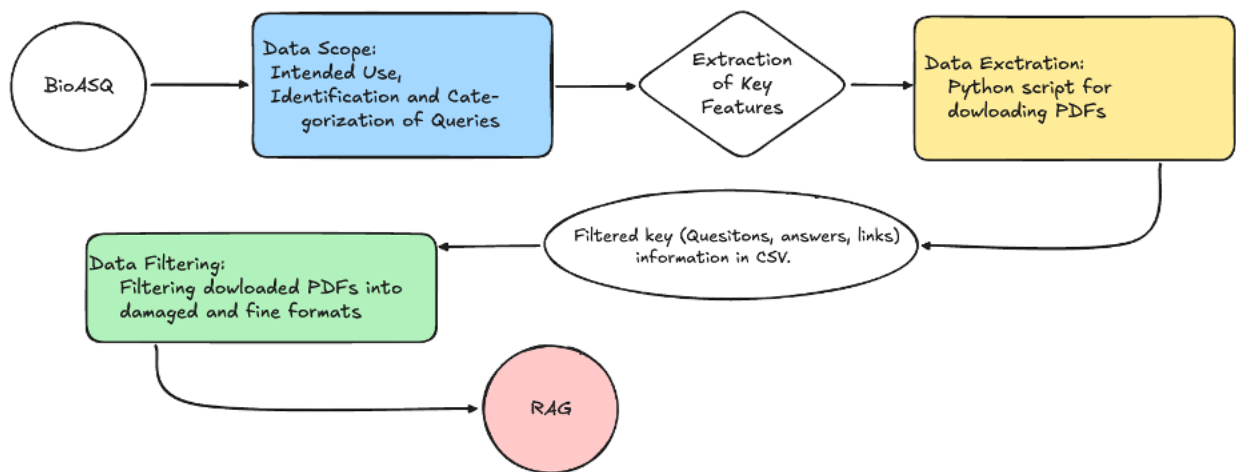 BioASQ
Data Scope:
Intended Use,
Identification and Cate-
gorization of Queries
Extraction
of Key
Features
Data Exctration:
Python script for
dowloading PDFs
Filtered key (Quesitons, answers, links)
information in CSV.
Data Filtering:
Filtering dowloaded PDFs into
damaged and fine formats
RAG